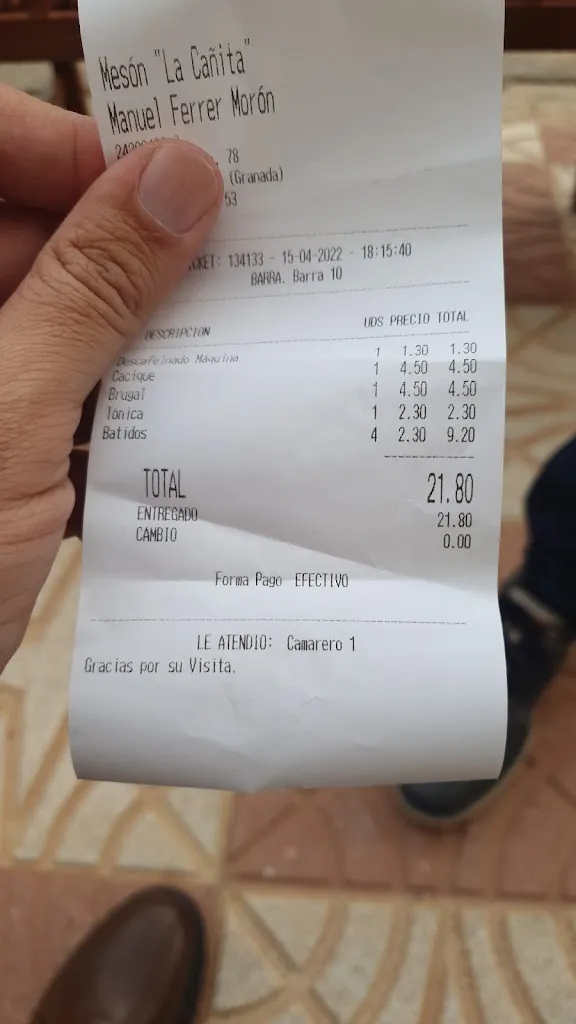 Mesón "La Cañita"
Manuel Ferrer Morón
78
(Granada)
53
TICKET: 134133 - 15-04-2022 - 18:15:40
BARRA. Barra 10
DESCRIPCION UDS PRECIO TOTAL
Descafeinado Máquina 1 1.30 1.30
Cacique 1 4.50 4.50
Brugal 1 4.50 4.50
Tónica 1 2.30 2.30
Batidos 4 2.30 9.20
TOTAL 21.80
ENTREGADO 21.80
CAMBIO 0.00
Forma Pago EFECTIVO
LE ATENDIO: Camarero 1
Gracias por su Visita.